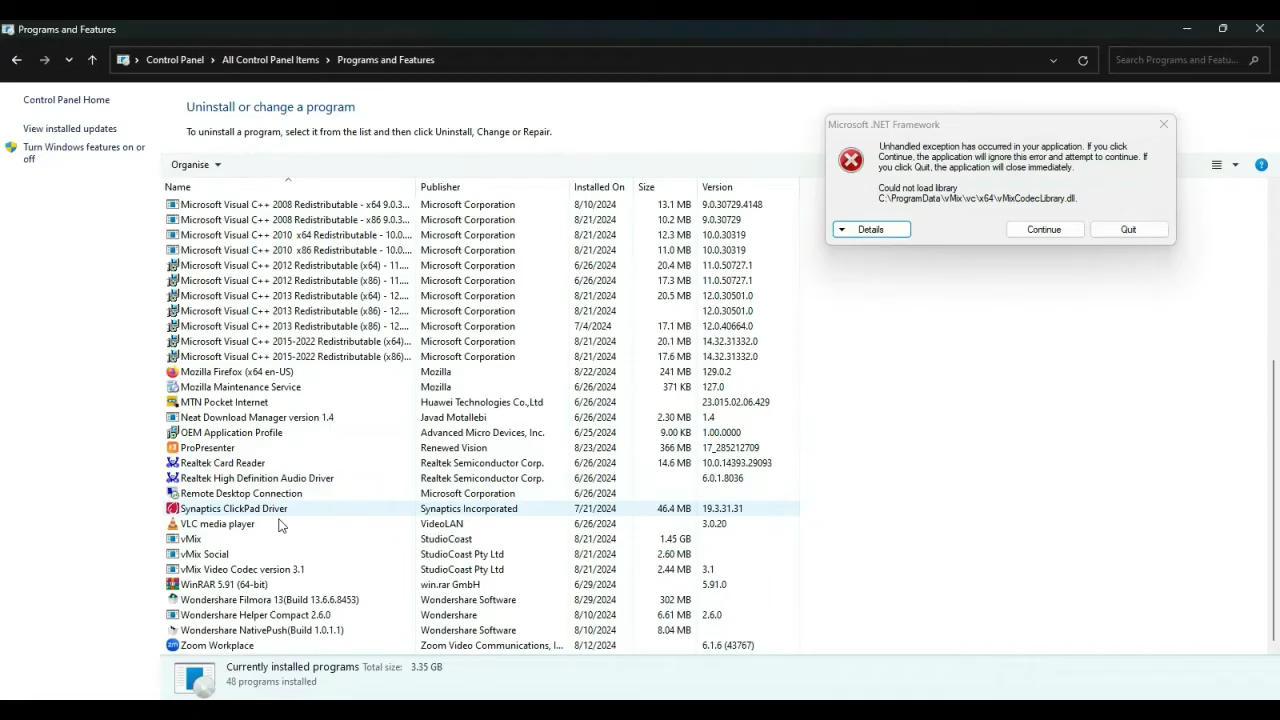 Programs and Features
Control Panel › All Control Panel Items › Programs and Features
Search Programs and Featu...
Control Panel Home
View installed updates
Turn Windows features on or
off
Uninstall or change a program
To uninstall a program, select it from the list and then click Uninstall, Change or Repair.
Organise
Name Publisher Installed On Size Version
Microsoft Visual C++ 2008 Redistributable - x64 9.0.3... Microsoft Corporation 8/10/2024 13.1 MB 9.0.30729.4148
Microsoft Visual C++ 2008 Redistributable - x86 9.0.3... Microsoft Corporation 8/21/2024 10.2 MB 9.0.30729
Microsoft Visual C++ 2010 x64 Redistributable - 10.0.... Microsoft Corporation 8/21/2024 12.3 MB 10.0.30319
Microsoft Visual C++ 2010 x86 Redistributable - 10.0.... Microsoft Corporation 8/21/2024 11.0 MB 10.0.30319
Microsoft Visual C++ 2012 Redistributable (x64) - 11.... Microsoft Corporation 6/26/2024 20.4 MB 11.0.50727.1
Microsoft Visual C++ 2012 Redistributable (x86) - 11.... Microsoft Corporation 6/26/2024 17.3 MB 11.0.50727.1
Microsoft Visual C++ 2013 Redistributable (x64) - 12.... Microsoft Corporation 8/21/2024 20.5 MB 12.0.30501.0
Microsoft Visual C++ 2013 Redistributable (x86) - 12.... Microsoft Corporation 8/21/2024 12.0.30501.0
Microsoft Visual C++ 2013 Redistributable (x86) - 12.... Microsoft Corporation 7/4/2024 17.1 MB 12.0.40664.0
Microsoft Visual C++ 2015-2022 Redistributable (x64)... Microsoft Corporation 8/21/2024 20.1 MB 14.32.31332.0
Microsoft Visual C++ 2015-2022 Redistributable (x86)... Microsoft Corporation 8/21/2024 17.6 MB 14.32.31332.0
Mozilla Firefox (x64 en-US) Mozilla 8/22/2024 241 MB 129.0.2
Mozilla Maintenance Service Mozilla 6/26/2024 371 KB 127.0
MTN Pocket Internet Huawei Technologies Co.,Ltd 6/26/2024 23.015.02.06.429
Neat Download Manager version 1.4 Javad Motallebi 6/26/2024 2.30 MB 1.4
OEM Application Profile Advanced Micro Devices, Inc. 6/25/2024 9.00 KB 1.00.0000
ProPresenter Renewed Vision 8/23/2024 366 MB 17_285212709
Realtek Card Reader Realtek Semiconductor Corp. 6/26/2024 14.6 MB 10.0.14393.29093
Realtek High Definition Audio Driver Realtek Semiconductor Corp. 6/26/2024 6.0.1.8036
Remote Desktop Connection Microsoft Corporation 6/26/2024
Synaptics ClickPad Driver Synaptics Incorporated 7/21/2024 46.4 MB 19.3.31.31
VLC media player VideoLAN 6/26/2024 3.0.20
vMix StudioCoast 8/21/2024 1.45 GB
vMix Social StudioCoast Pty Ltd 8/21/2024 2.60 MB
vMix Video Codec version 3.1 StudioCoast Pty Ltd 8/21/2024 2.44 MB 3.1
WinRAR 5.91 (64-bit) win.rar GmbH 6/29/2024 5.91.0
Wondershare Filmora 13(Build 13.6.6.8453) Wondershare Software 8/29/2024 302 MB
Wondershare Helper Compact 2.6.0 Wondershare 8/10/2024 6.61 MB 2.6.0
Wondershare NativePush(Build 1.0.1.1) Wondershare Software 8/10/2024 8.04 MB
zm Zoom Workplace Zoom Video Communications, I... 8/12/2024 6.1.6 (43767)
Currently installed programs Total size: 3.35 GB
48 programs installed
Microsoft .NET Framework
Unhandled exception has occurred in your application. If you click
Continue, the application will ignore this error and attempt to continue. If
you click Quit, the application will close immediately.
Could not load library
C:\ProgramData\vMix\vc\x64\vMixCodecLibrary.dll.
Details Continue Quit